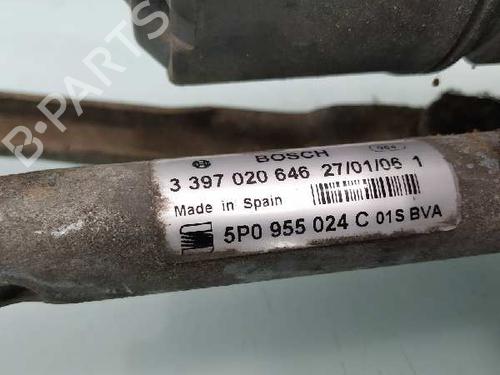 BOSCH
3 397 020 646 27/01/06 1
Made in Spain
5P0 955 024 C 01S BVA
B-PARTS